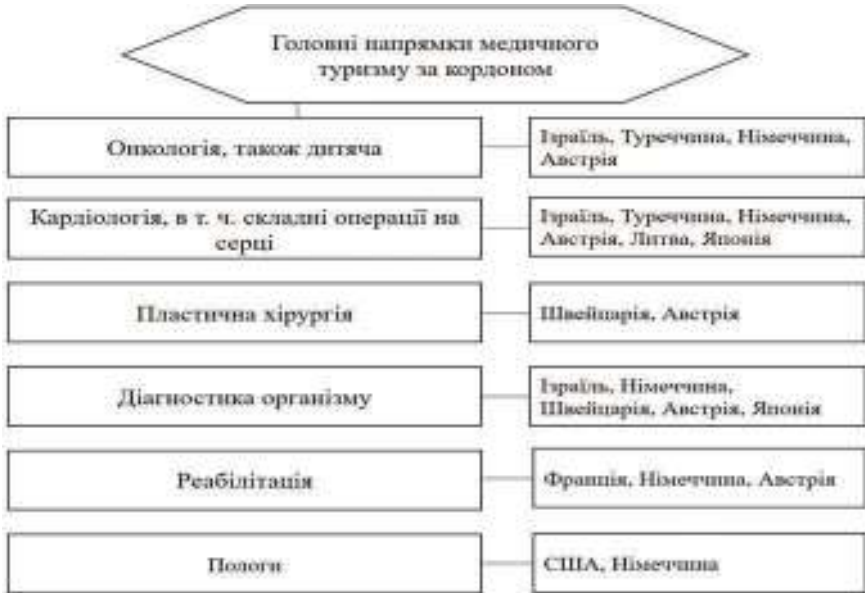 Головні напрямки медичного
туризму за кордоном
Онкологія, також дитяча
Ізраїль, Туреччина, Німеччина,
Австрія
Кардіологія, в т. ч. складні операції на
серці
Ізраїль, Туреччина, Німеччина,
Австрія, Литва, Японія
Пластична хірургія
Швейцарія, Австрія
Діагностика організму
Ізраїль, Німеччина,
Швейцарія, Австрія, Японія
Реабілітація
Франція, Німеччина, Австрія
Пологи
США, Німеччина